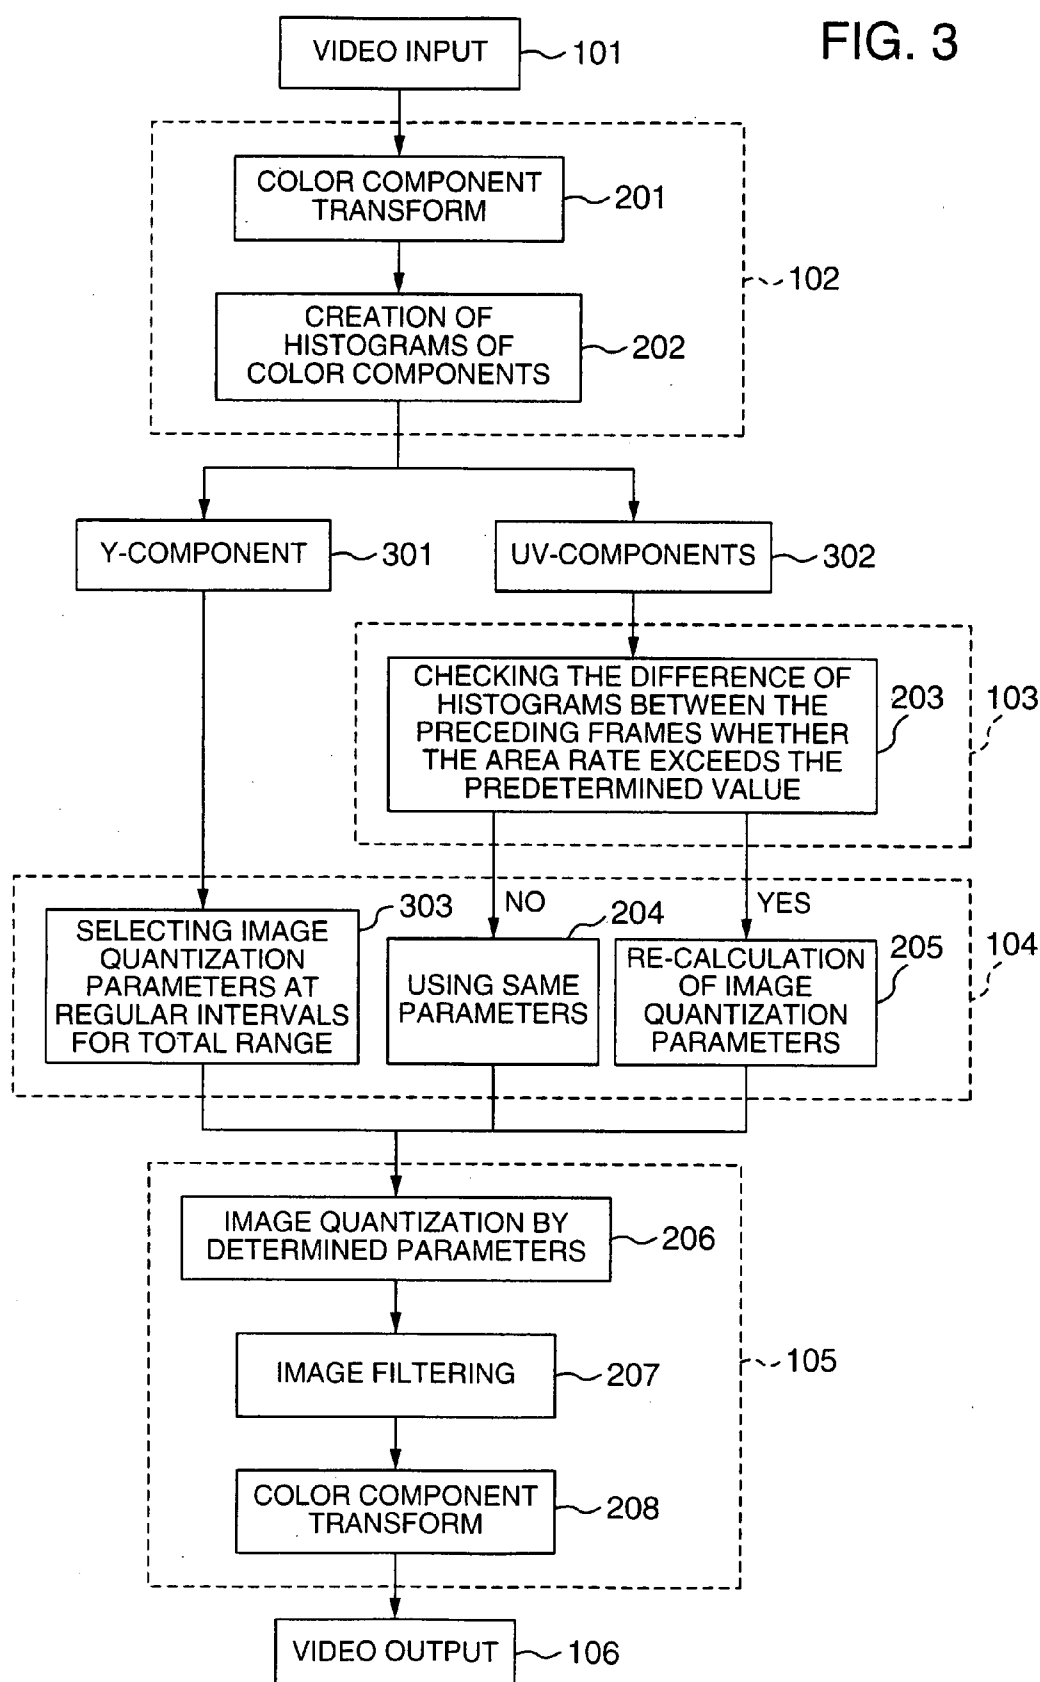 FIG. 3
VIDEO INPUT
101
COLOR COMPONENT
TRANSFORM
201
102
CREATION OF
HISTOGRAMS OF
COLOR COMPONENTS
202
Y-COMPONENT
301
UV-COMPONENTS
302
CHECKING THE DIFFERENCE OF
HISTOGRAMS BETWEEN THE
PRECEDING FRAMES WHETHER
THE AREA RATE EXCEEDS THE
PREDETERMINED VALUE
203
103
NO
YES
SELECTING IMAGE
QUANTIZATION
PARAMETERS AT
REGULAR INTERVALS
FOR TOTAL RANGE
303
USING SAME
PARAMETERS
204
RE-CALCULATION
OF IMAGE
QUANTIZATION
PARAMETERS
205
104
IMAGE QUANTIZATION BY
DETERMINED PARAMETERS
206
IMAGE FILTERING
207
105
COLOR COMPONENT
TRANSFORM
208
VIDEO OUTPUT
106